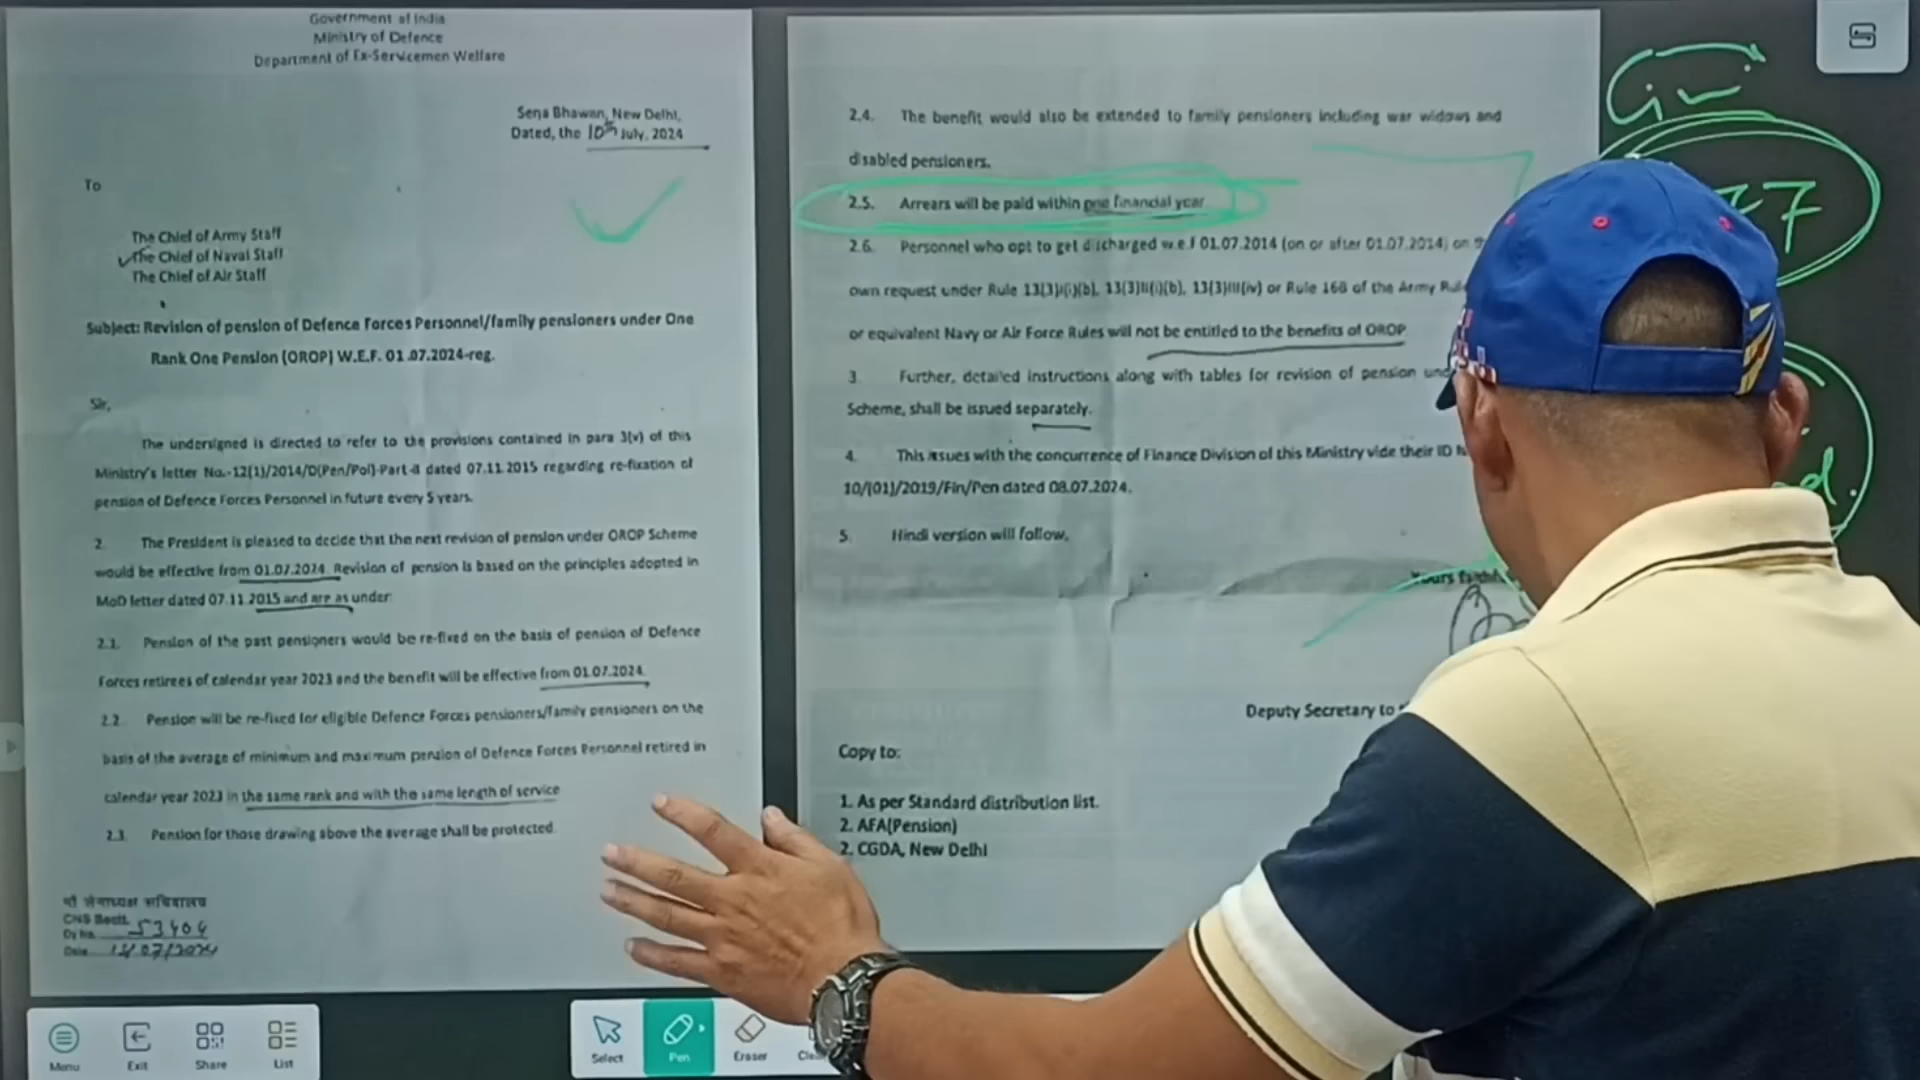 Government of India
Ministry of Defence
Department of Ex-Servicemen Welfare
Sena Bhawan, New Delhi,
Dated, the 10th July, 2024
To
The Chief of Army Staff
The Chief of Naval Staff
The Chief of Air Staff
Subject: Revision of pension of Defence Forces Personnel/family pensioners under One
Rank One Pension (OROP) W.E.F. 01.07.2024-reg.
Sir,
The undersigned is directed to refer to the provisions contained in para 3(v) of this
Ministry's letter No.-12(1)/2014/D(Pen/Pol)-Part-II dated 07.11.2015 regarding re-fixation of
pension of Defence Forces Personnel in future every 5 years.
2. The President is pleased to decide that the next revision of pension under OROP Scheme
would be effective from 01.07.2024. Revision of pension is based on the principles adopted in
MoD letter dated 07.11.2015 and are as under:
2.1. Pension of the past pensioners would be re-fixed on the basis of pension of Defence
Forces retirees of calendar year 2023 and the benefit will be effective from 01.07.2024.
2.2. Pension will be re-fixed for eligible Defence Forces pensioners/family pensioners on the
basis of the average of minimum and maximum pension of Defence Forces Personnel retired in
calendar year 2023 in the same rank and with the same length of service
2.3. Pension for those drawing above the average shall be protected.
CNS Sectt.
Dy No. 53404
Date 07/2024
2.4. The benefit would also be extended to family pensioners including war widows and
disabled pensioners.
2.5. Arrears will be paid within one financial year
2.6. Personnel who opt to get discharged w.e.f 01.07.2014 (on or after 01.07.2014) on
own request under Rule 13(3)I(i)(b), 13(3)II(i)(b), 13(3)III(iv) or Rule 16B of the Army
or equivalent Navy or Air Force Rules will not be entitled to the benefits of OROP
3. Further, detailed instructions along with tables for revision of pension
Scheme, shall be issued separately.
4. This issues with the concurrence of Finance Division of this Ministry vide their ID
10/(01)/2019/Fin/Pen dated 08.07.2024.
5. Hindi version will follow.
Yours
Deputy Secretary to
Copy to:
1. As per Standard distribution list.
2. AFA(Pension)
2. CGDA, New Delhi
77
Menu Exit Share List
Select Pen Eraser